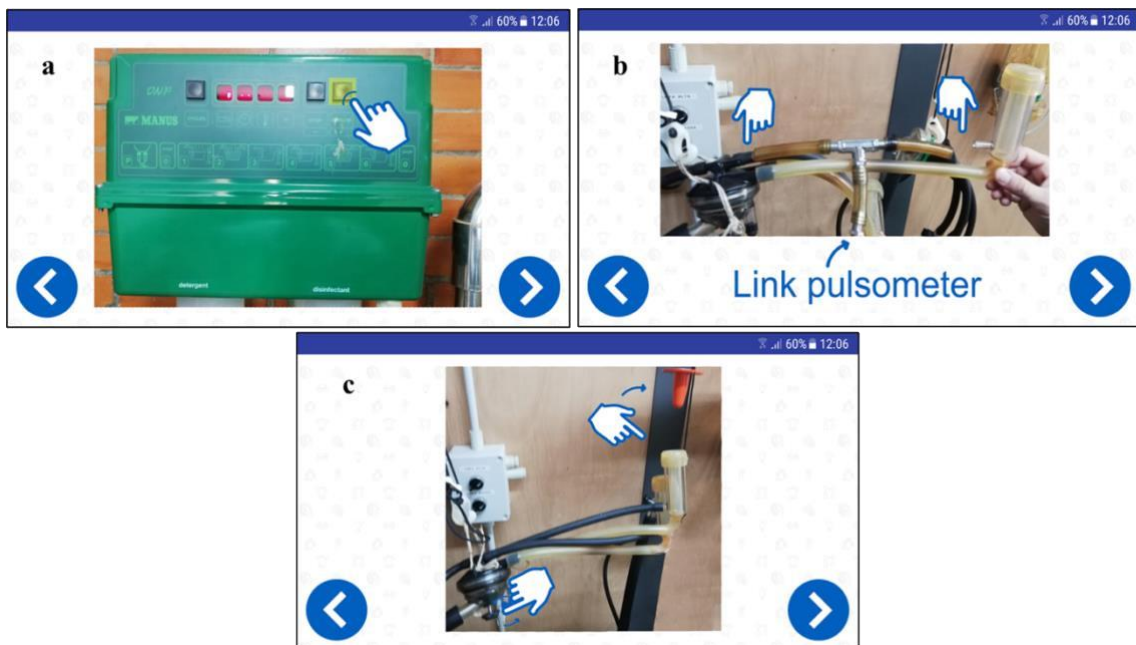 60% 12:06
a
MANUS
detergent
disinfectant
60% 12:06
b
Link pulsometer
60% 12:06
c